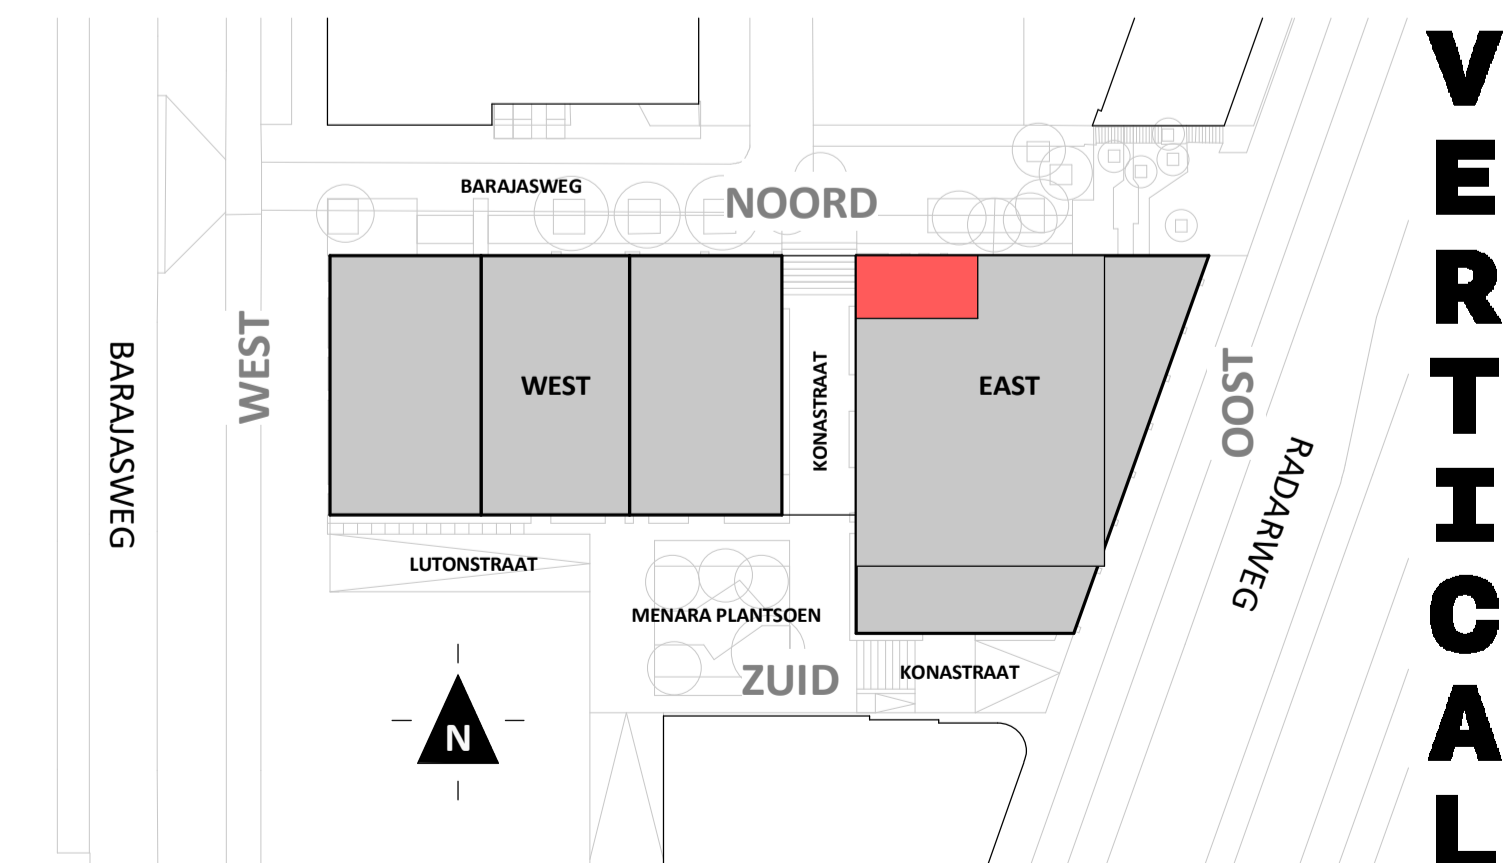 BARAJASWEG
NOORD
WEST
BARAJASWEG
WEST
KONASTRAAT
EAST
OOST
RADARWEG
LUTONSTRAAT
MENARA PLANTSOEN
ZUID
KONASTRAAT
N
VERTICAL